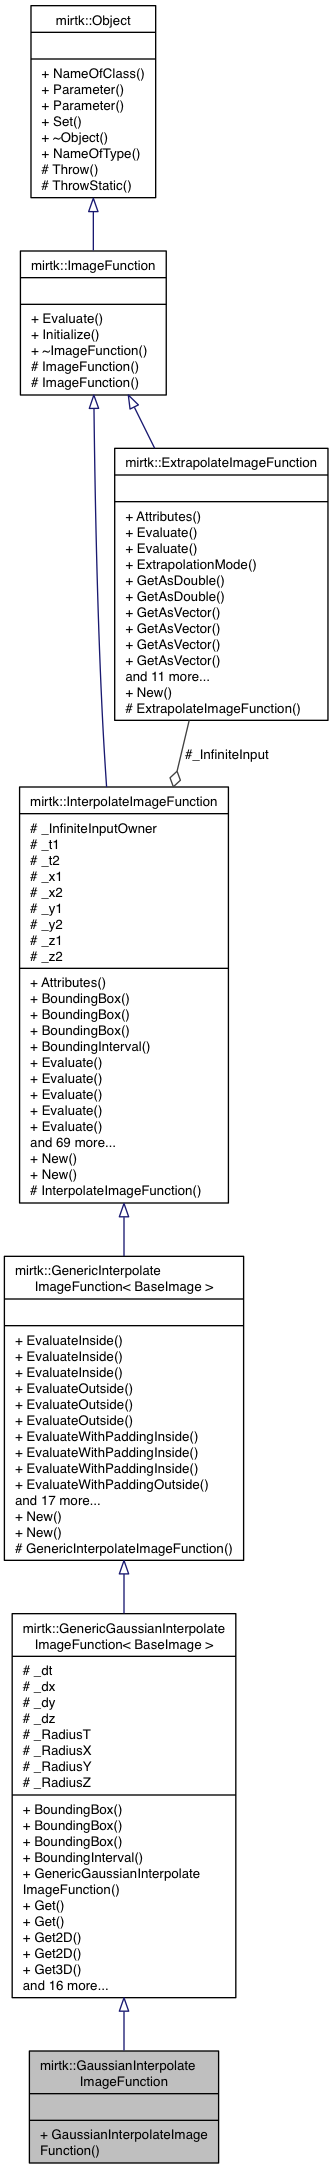 mirtk::Object
+ NameOfClass()
+ Parameter()
+ Parameter()
+ Set()
+ ~Object()
+ NameOfType()
# Throw()
# ThrowStatic()
mirtk::ImageFunction
+ Evaluate()
+ Initialize()
+ ~ImageFunction()
# ImageFunction()
# ImageFunction()
mirtk::ExtrapolateImageFunction
+ Attributes()
+ Evaluate()
+ Evaluate()
+ ExtrapolationMode()
+ GetAsDouble()
+ GetAsDouble()
+ GetAsVector()
+ GetAsVector()
+ GetAsVector()
+ GetAsVector()
and 11 more...
+ New()
# ExtrapolateImageFunction()
#_InfiniteInput
mirtk::InterpolateImageFunction
# _InfiniteInputOwner
# _t1
# _t2
# _x1
# _x2
# _y1
# _y2
# _z1
# _z2
+ Attributes()
+ BoundingBox()
+ BoundingBox()
+ BoundingBox()
+ BoundingInterval()
+ Evaluate()
+ Evaluate()
+ Evaluate()
+ Evaluate()
+ Evaluate()
and 69 more...
+ New()
+ New()
# InterpolateImageFunction()
mirtk::GenericInterpolate
ImageFunction< BaseImage >
+ EvaluateInside()
+ EvaluateInside()
+ EvaluateInside()
+ EvaluateOutside()
+ EvaluateOutside()
+ EvaluateOutside()
+ EvaluateWithPaddingInside()
+ EvaluateWithPaddingInside()
+ EvaluateWithPaddingInside()
+ EvaluateWithPaddingOutside()
and 17 more...
+ New()
+ New()
# GenericInterpolateImageFunction()
mirtk::GenericGaussianInterpolate
ImageFunction< BaseImage >
# _dt
# _dx
# _dy
# _dz
# _RadiusT
# _RadiusX
# _RadiusY
# _RadiusZ
+ BoundingBox()
+ BoundingBox()
+ BoundingBox()
+ BoundingInterval()
+ GenericGaussianInterpolate
ImageFunction()
+ Get()
+ Get()
+ Get2D()
+ Get2D()
+ Get3D()
and 16 more...
mirtk::GaussianInterpolate
ImageFunction
+ GaussianInterpolateImage
Function()